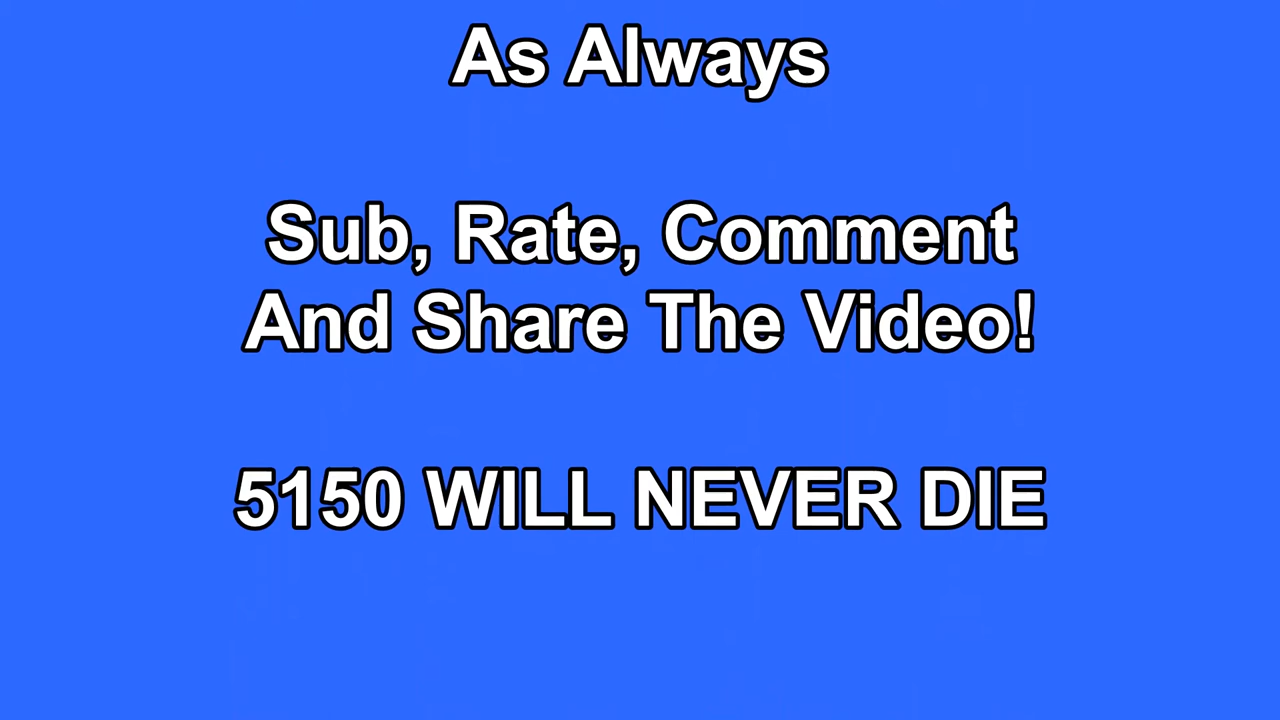 As Always
Sub, Rate, Comment
And Share The Video!
5150 WILL NEVER DIE